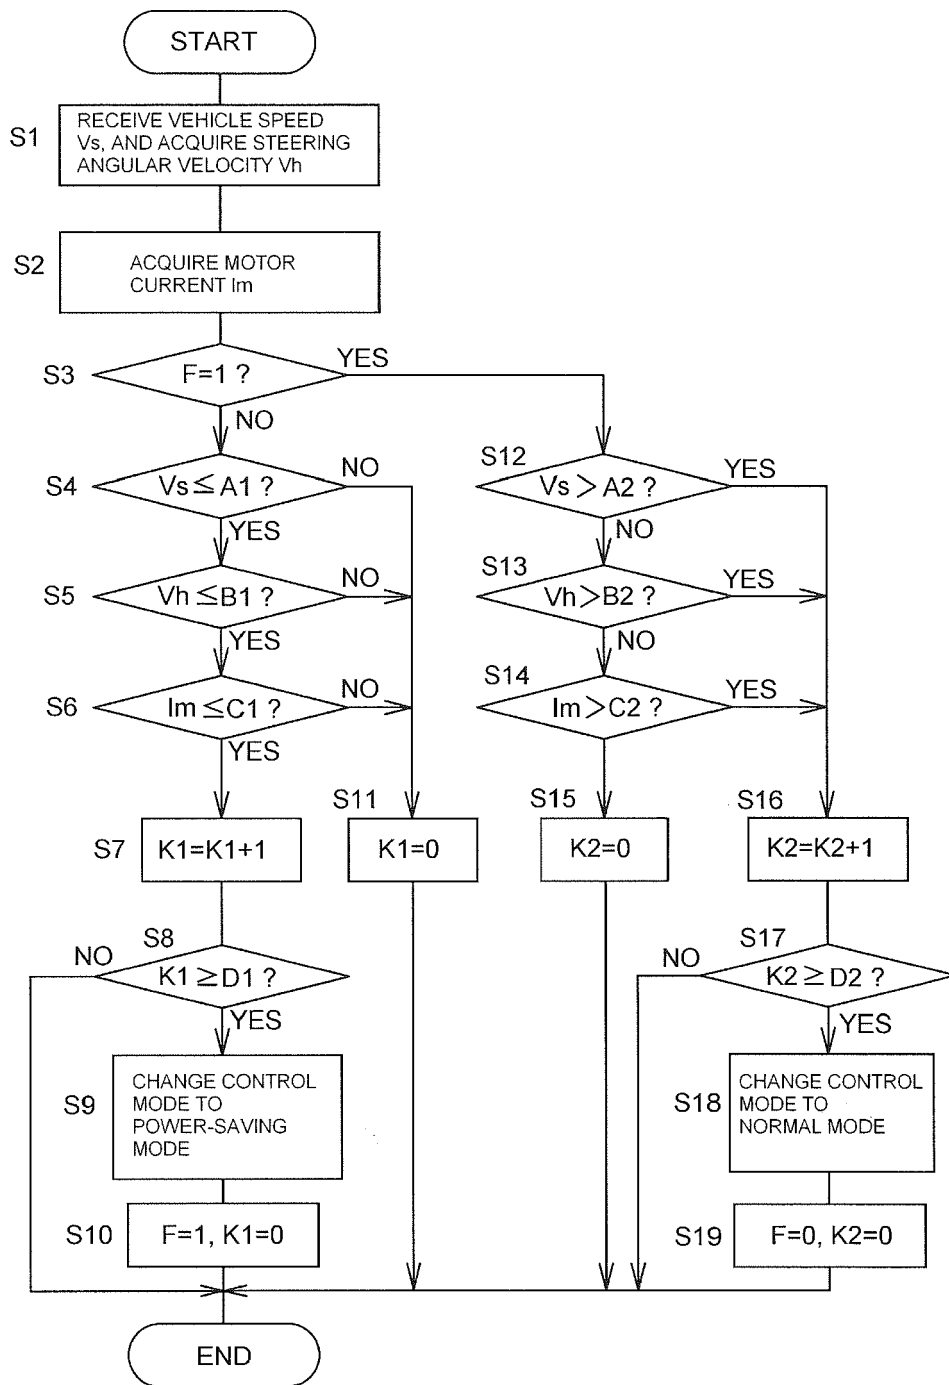 START
S1
RECEIVE VEHICLE SPEED
Vs, AND ACQUIRE STEERING
ANGULAR VELOCITY Vh
S2
ACQUIRE MOTOR
CURRENT Im
S3
F=1 ?
YES
NO
S4
Vs≤A1 ?
NO
YES
S12
Vs>A2 ?
YES
NO
S5
Vh≤B1?
NO
YES
S13
Vh>B2 ?
YES
NO
S6
Im≤C1 ?
NO
YES
S14
Im>C2 ?
YES
S7
K1=K1+1
S11
K1=0
S15
K2=0
S16
K2=K2+1
S8
NO
K1≥D1 ?
YES
S17
NO
K2≥D2 ?
YES
S9
CHANGE CONTROL
MODE TO
POWER-SAVING
MODE
S18
CHANGE CONTROL
MODE TO
NORMAL MODE
S10
F=1, K1=0
S19
F=0, K2=0
END